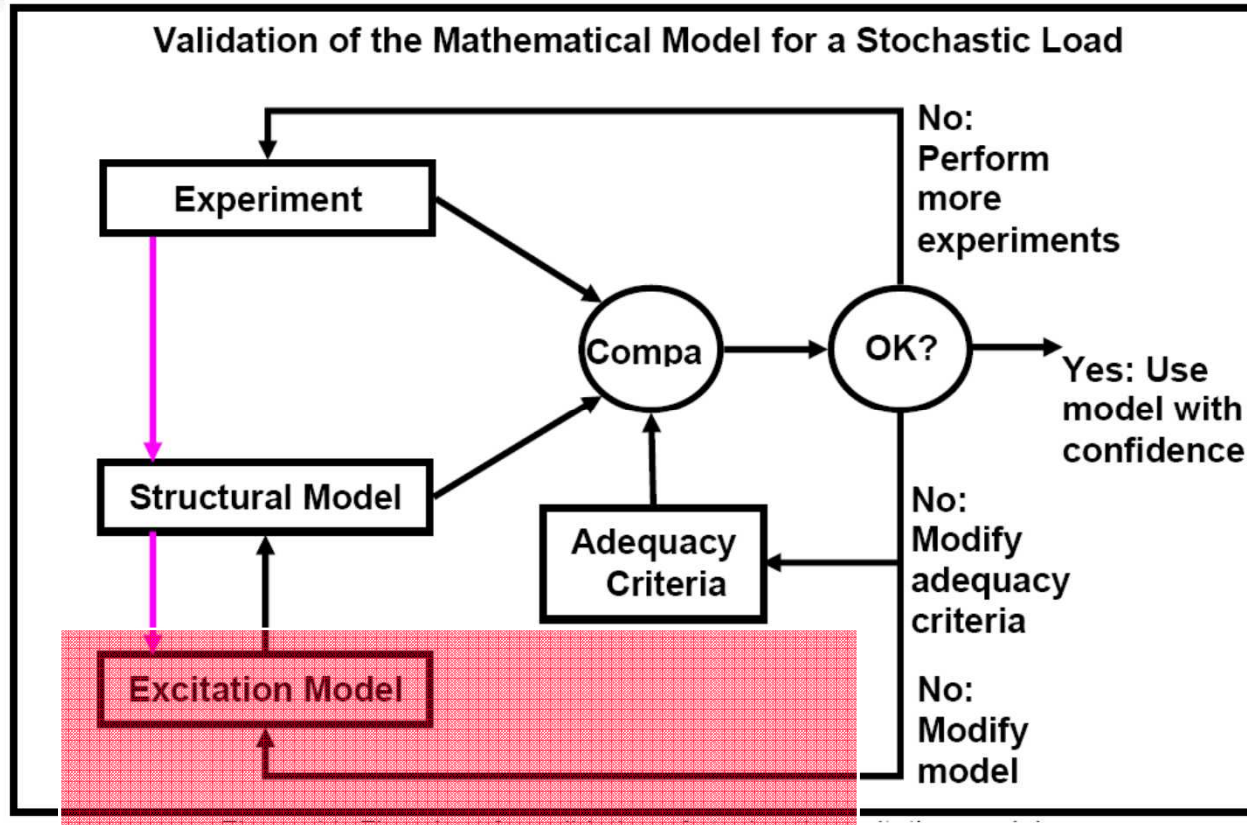 Validation of the Mathematical Model for a Stochastic Load
No:
Perform
more
experiments
Experiment
Compa
OK?
Yes: Use
model with
confidence
Structural Model
No:
Modify
adequacy
criteria
Adequacy
Criteria
Excitation Model
No:
Modify
model